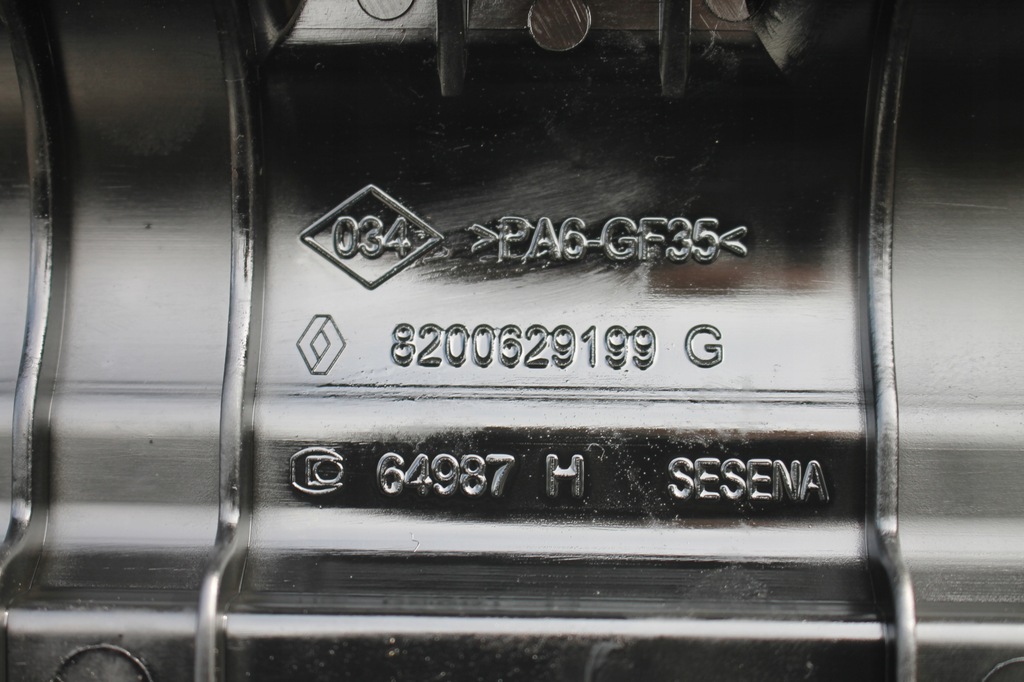 034 >PA6-GF35<
8200629199 G
64987 H SESENA